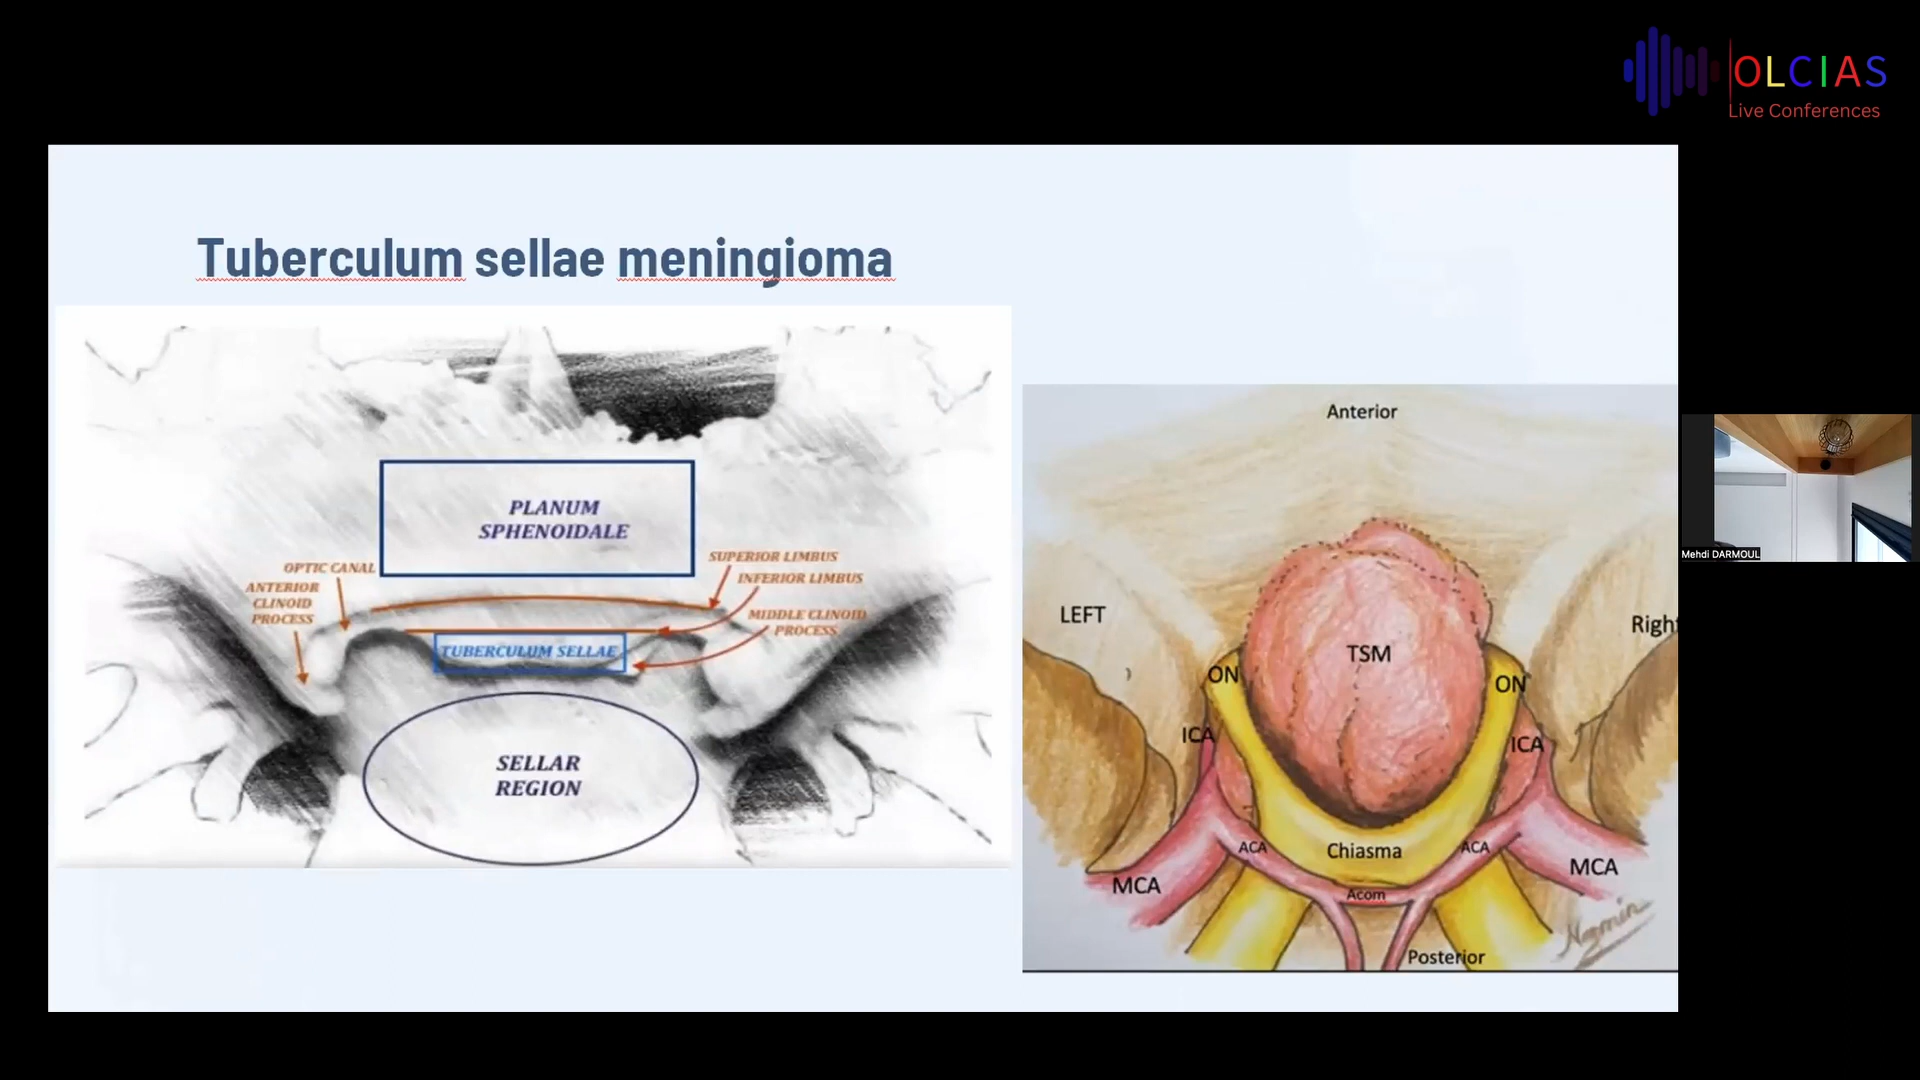 OLCIAS
Live Conferences
Tuberculum sellae meningioma
PLANUM
SPHENOIDALE
OPTIC CANAL
ANTERIOR
CLINOID
PROCESS
SUPERIOR LIMBUS
INFERIOR LIMBUS
MIDDLE CLINOID
PROCESS
TUBERCULUM SELLAE
SELLAR
REGION
Anterior
LEFT
Right
TSM
ON
ON
ICA
ICA
ACA
Chiasma
ACA
MCA
Acom
MCA
Posterior
Mehdi DARMOUL